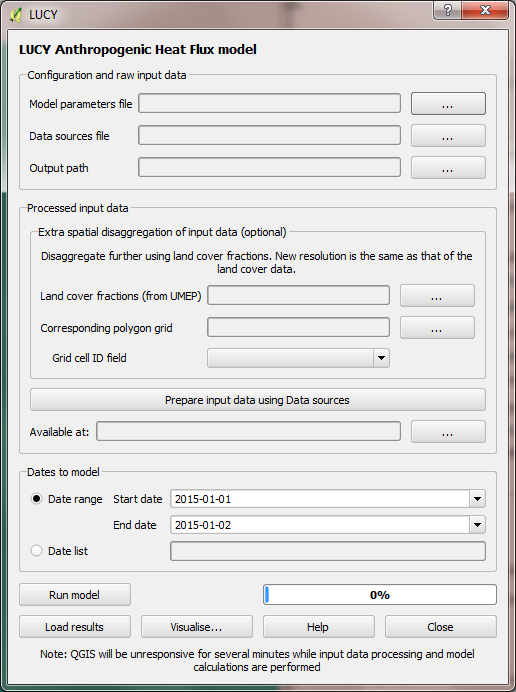 LUCY
LUCY Anthropogenic Heat Flux model
Configuration and raw input data
Model parameters file ...
Data sources file ...
Output path ...
Processed input data
Extra spatial disaggregation of input data (optional)
Disaggregate further using land cover fractions. New resolution is the same as that of the
land cover data.
Land cover fractions (from UMEP) ...
Corresponding polygon grid ...
Grid cell ID field
Prepare input data using Data sources
Available at: ...
Dates to model
Date range Start date 2015-01-01
End date 2015-01-02
Date list
Run model 0%
Load results Visualise... Help Close
Note: QGIS will be unresponsive for several minutes while input data processing and model
calculations are performed